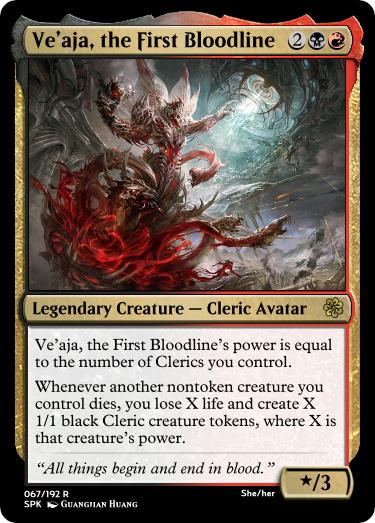 Ve'aja, the First Bloodline 2
Legendary Creature — Cleric Avatar
Ve'aja, the First Bloodline's power is equal
to the number of Clerics you control.
Whenever another nontoken creature you
control dies, you lose X life and create X
1/1 black Cleric creature tokens, where X is
that creature's power.
"All things begin and end in blood."
★/3
067/192 R She/her
SPK Guangjian Huang